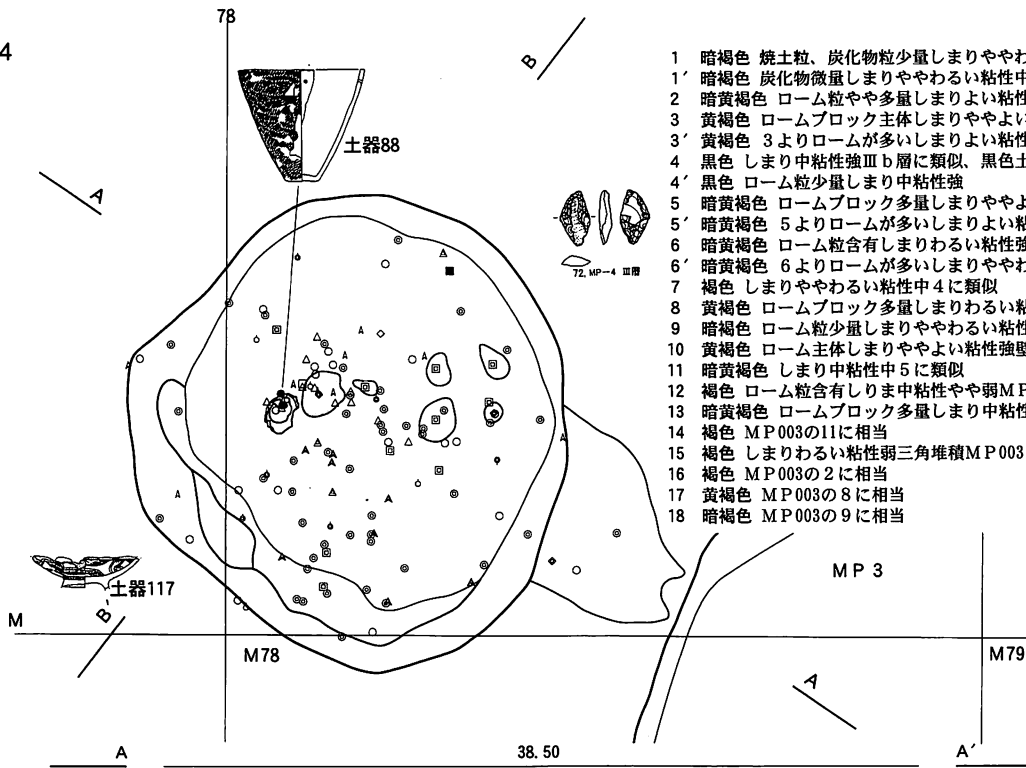 4
78
B
土器88
A
72, MP-4 Ⅲ層
1 暗褐色 焼土粒、炭化物粒少量しまりややわ
1′ 暗褐色 炭化物微量しまりややわるい粘性中
2 暗黄褐色 ローム粒やや多量しまりよい粘性
3 黄褐色 ロームブロック主体しまりややよい
3′ 黄褐色 3よりロームが多いしまりよい粘性
4 黒色 しまり中粘性強Ⅲb層に類似、黒色土
4′ 黒色 ローム粒少量しまり中粘性強
5 暗黄褐色 ロームブロック多量しまりややよ
5′ 暗黄褐色 5よりロームが多いしまりよい粘
6 暗黄褐色 ローム粒含有しまりわるい粘性強
6′ 暗黄褐色 6よりロームが多いしまりややわ
7 褐色 しまりややわるい粘性中4に類似
8 黄褐色 ロームブロック多量しまりわるい粘
9 暗褐色 ローム粒少量しまりややわるい粘性
10 黄褐色 ローム主体しまりややよい粘性強壁
11 暗黄褐色 しまり中粘性中5に類似
12 褐色 ローム粒含有しりま中粘性やや弱MP
13 暗黄褐色 ロームブロック多量しまり中粘性
14 褐色 MP003の11に相当
15 褐色 しまりわるい粘性弱三角堆積MP003
16 褐色 MP003の2に相当
17 黄褐色 MP003の8に相当
18 暗褐色 MP003の9に相当
土器117
B′
MP3
M
M78
M79
A
A
38.50
A′